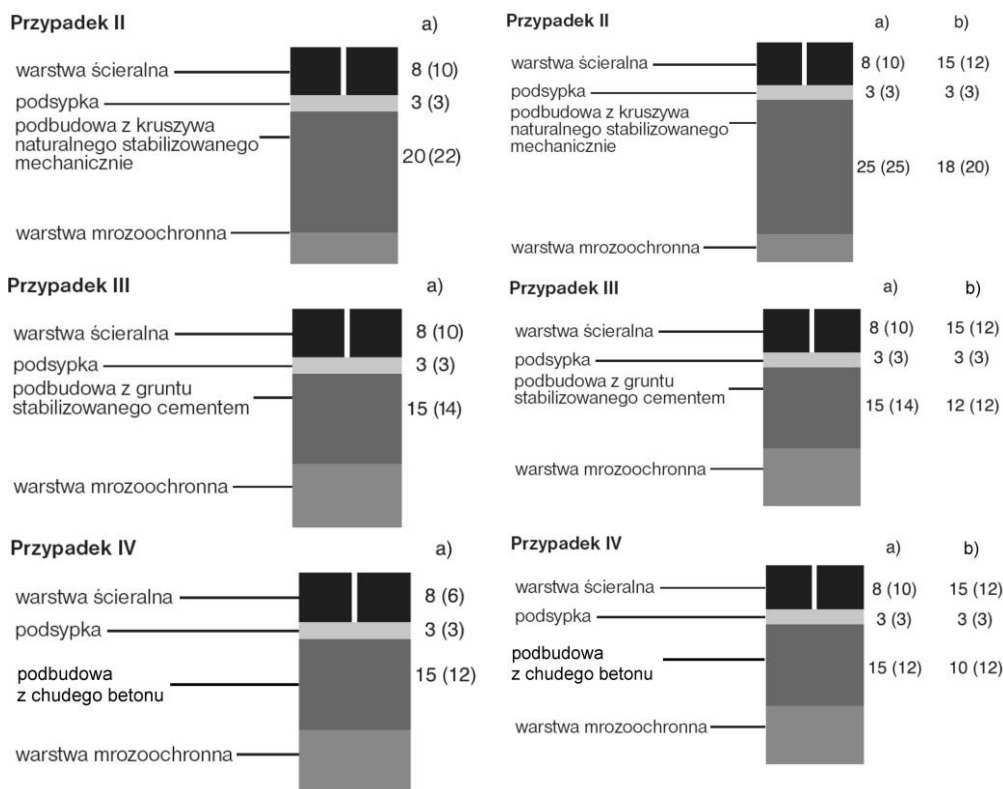 Przypadek II a)
warstwa ścieralna 8 (10)
podsypka 3 (3)
podbudowa z kruszywa
naturalnego stabilizowanego
mechanicznie 20 (22)
warstwa mrozoochronna
Przypadek III a)
warstwa ścieralna 8 (10)
podsypka 3 (3)
podbudowa z gruntu
stabilizowanego cementem 15 (14)
warstwa mrozoochronna
Przypadek IV a)
warstwa ścieralna 8 (6)
podsypka 3 (3)
podbudowa
z chudego betonu 15 (12)
warstwa mrozoochronna
Przypadek II a) b)
warstwa ścieralna 8 (10) 15 (12)
podsypka 3 (3) 3 (3)
podbudowa z kruszywa
naturalnego stabilizowanego
mechanicznie
25 (25) 18 (20)
warstwa mrozoochronna
Przypadek III a) b)
warstwa ścieralna 8 (10) 15 (12)
podsypka 3 (3) 3 (3)
podbudowa z gruntu
stabilizowanego cementem
15 (14) 12 (12)
warstwa mrozoochronna
Przypadek IV a) b)
warstwa ścieralna 8 (10) 15 (12)
podsypka 3 (3) 3 (3)
podbudowa
z chudego betonu 15 (12) 10 (12)
warstwa mrozoochronna